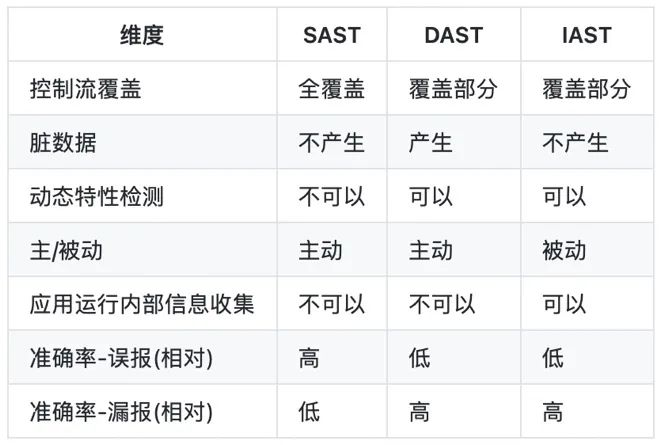 维度 SAST DAST IAST
控制流覆盖 全覆盖 覆盖部分 覆盖部分
脏数据 不产生 产生 不产生
动态特性检测 不可以 可以 可以
主/被动 主动 主动 被动
应用运行内部信息收集 不可以 不可以 可以
准确率-误报(相对) 高 低 低
准确率-漏报(相对) 低 高 高